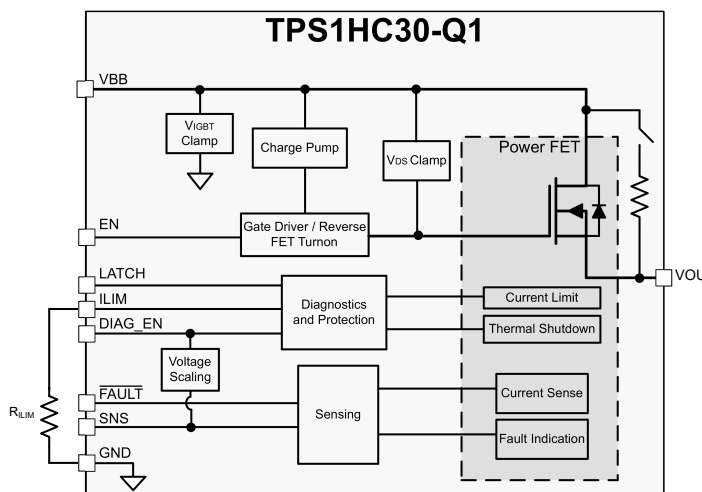 TPS1HC30-Q1
VBB
VIGBT
Clamp
Charge Pump
VDS Clamp
Power FET
EN
Gate Driver / Reverse
FET Turnon
LATCH
ILIM
DIAG_EN
Diagnostics
and Protection
Current Limit
Thermal Shutdown
VOU
Voltage
Scaling
RILIM
FAULT
SNS
GND
Sensing
Current Sense
Fault Indication